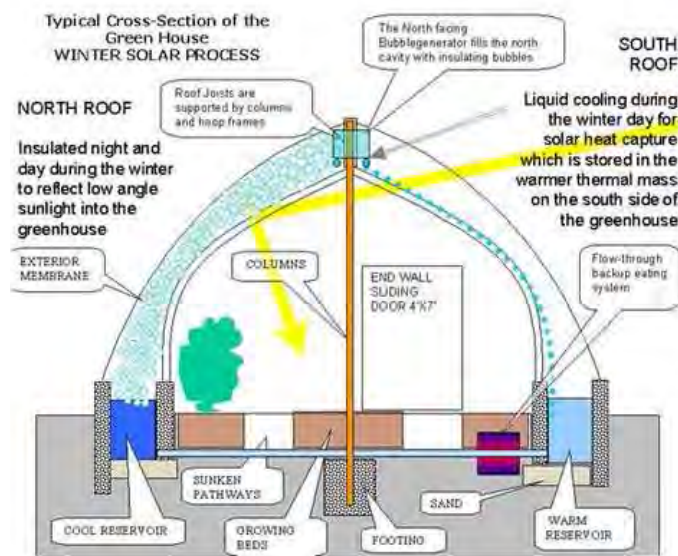 Typical Cross-Section of the
Green House
WINTER SOLAR PROCESS
The North facing
Bubblegenerator fills the north
cavity with insulating bubbles
SOUTH
ROOF
Roof Joists are
supported by columns
and hoop frames
NORTH ROOF
Insulated night and
day during the winter
to reflect low angle
sunlight into the
greenhouse
Liquid cooling during
the winter day for
solar heat capture
which is stored in the
warmer thermal mass
on the south side of
the greenhouse
EXTERIOR
MEMBRANE
COLUMNS
END WALL
SLIDING
DOOR 4'X7'
Flow-through
backup eating
system
SUNKEN
PATHWAYS
SAND
COOL RESERVOIR
GROWING
BEDS
FOOTING
WARM
RESERVOIR